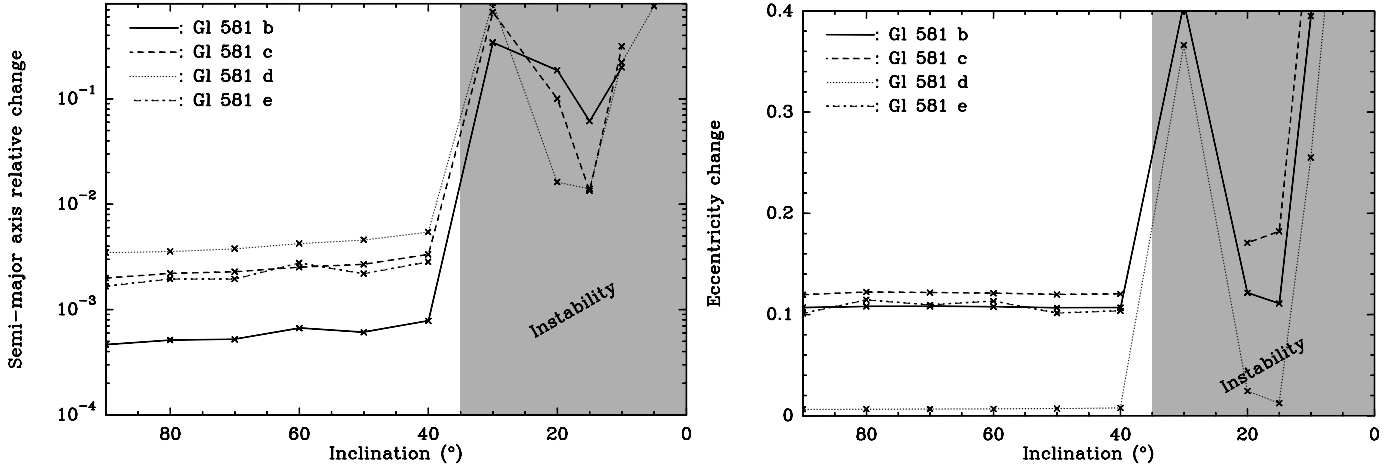 Semi-major axis relative change
10⁻¹
10⁻²
10⁻³
10⁻⁴
: Gl 581 b
: Gl 581 c
: Gl 581 d
: Gl 581 e
Instability
80
60
40
20
0
Inclination (°)
Eccentricity change
0.4
0.3
0.2
0.1
0
: Gl 581 b
: Gl 581 c
: Gl 581 d
: Gl 581 e
Instability
80
60
40
20
0
Inclination (°)